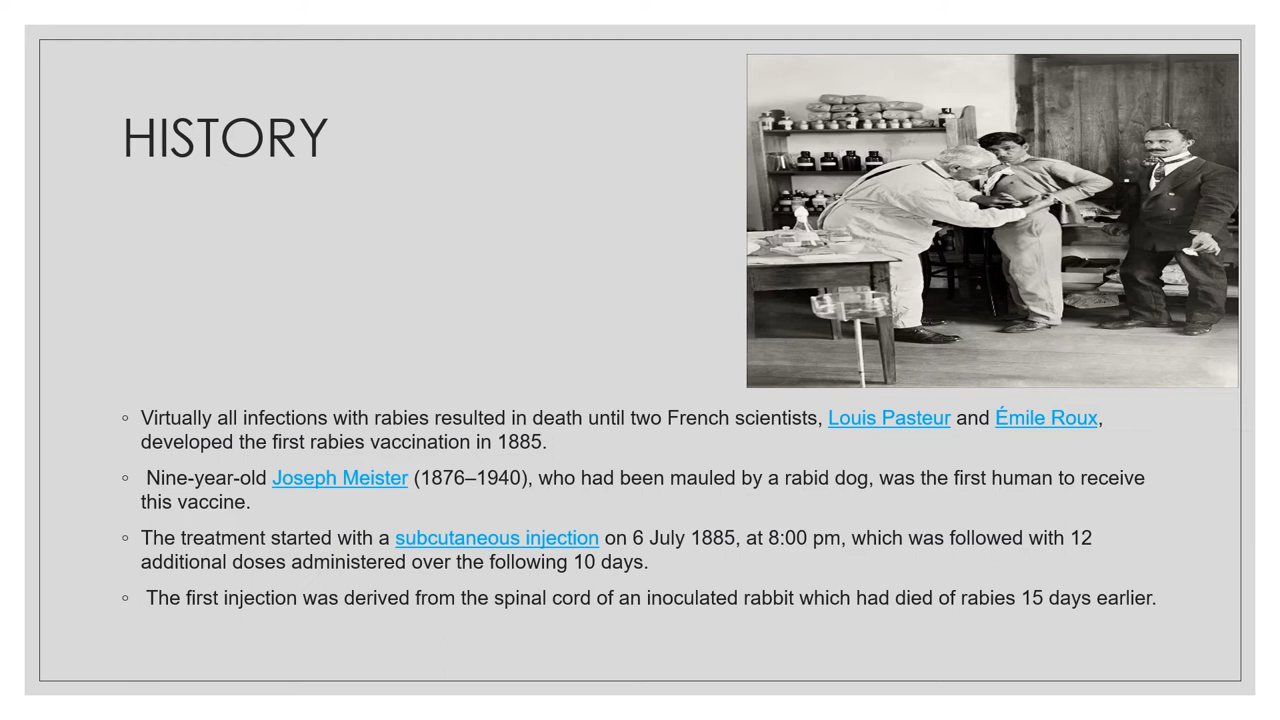 HISTORY
◦ Virtually all infections with rabies resulted in death until two French scientists, Louis Pasteur and Émile Roux,
developed the first rabies vaccination in 1885.
◦ Nine-year-old Joseph Meister (1876–1940), who had been mauled by a rabid dog, was the first human to receive
this vaccine.
◦ The treatment started with a subcutaneous injection on 6 July 1885, at 8:00 pm, which was followed with 12
additional doses administered over the following 10 days.
◦ The first injection was derived from the spinal cord of an inoculated rabbit which had died of rabies 15 days earlier.